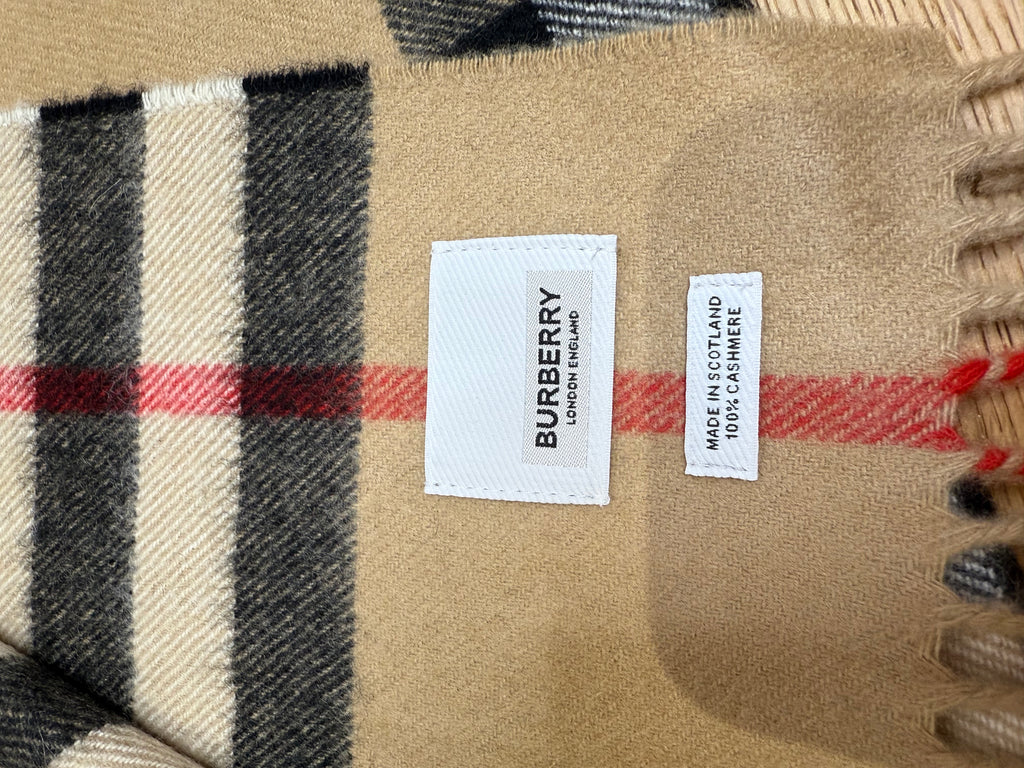 BURBERRY
LONDON ENGLAND
MADE IN SCOTLAND
100% CASHMERE